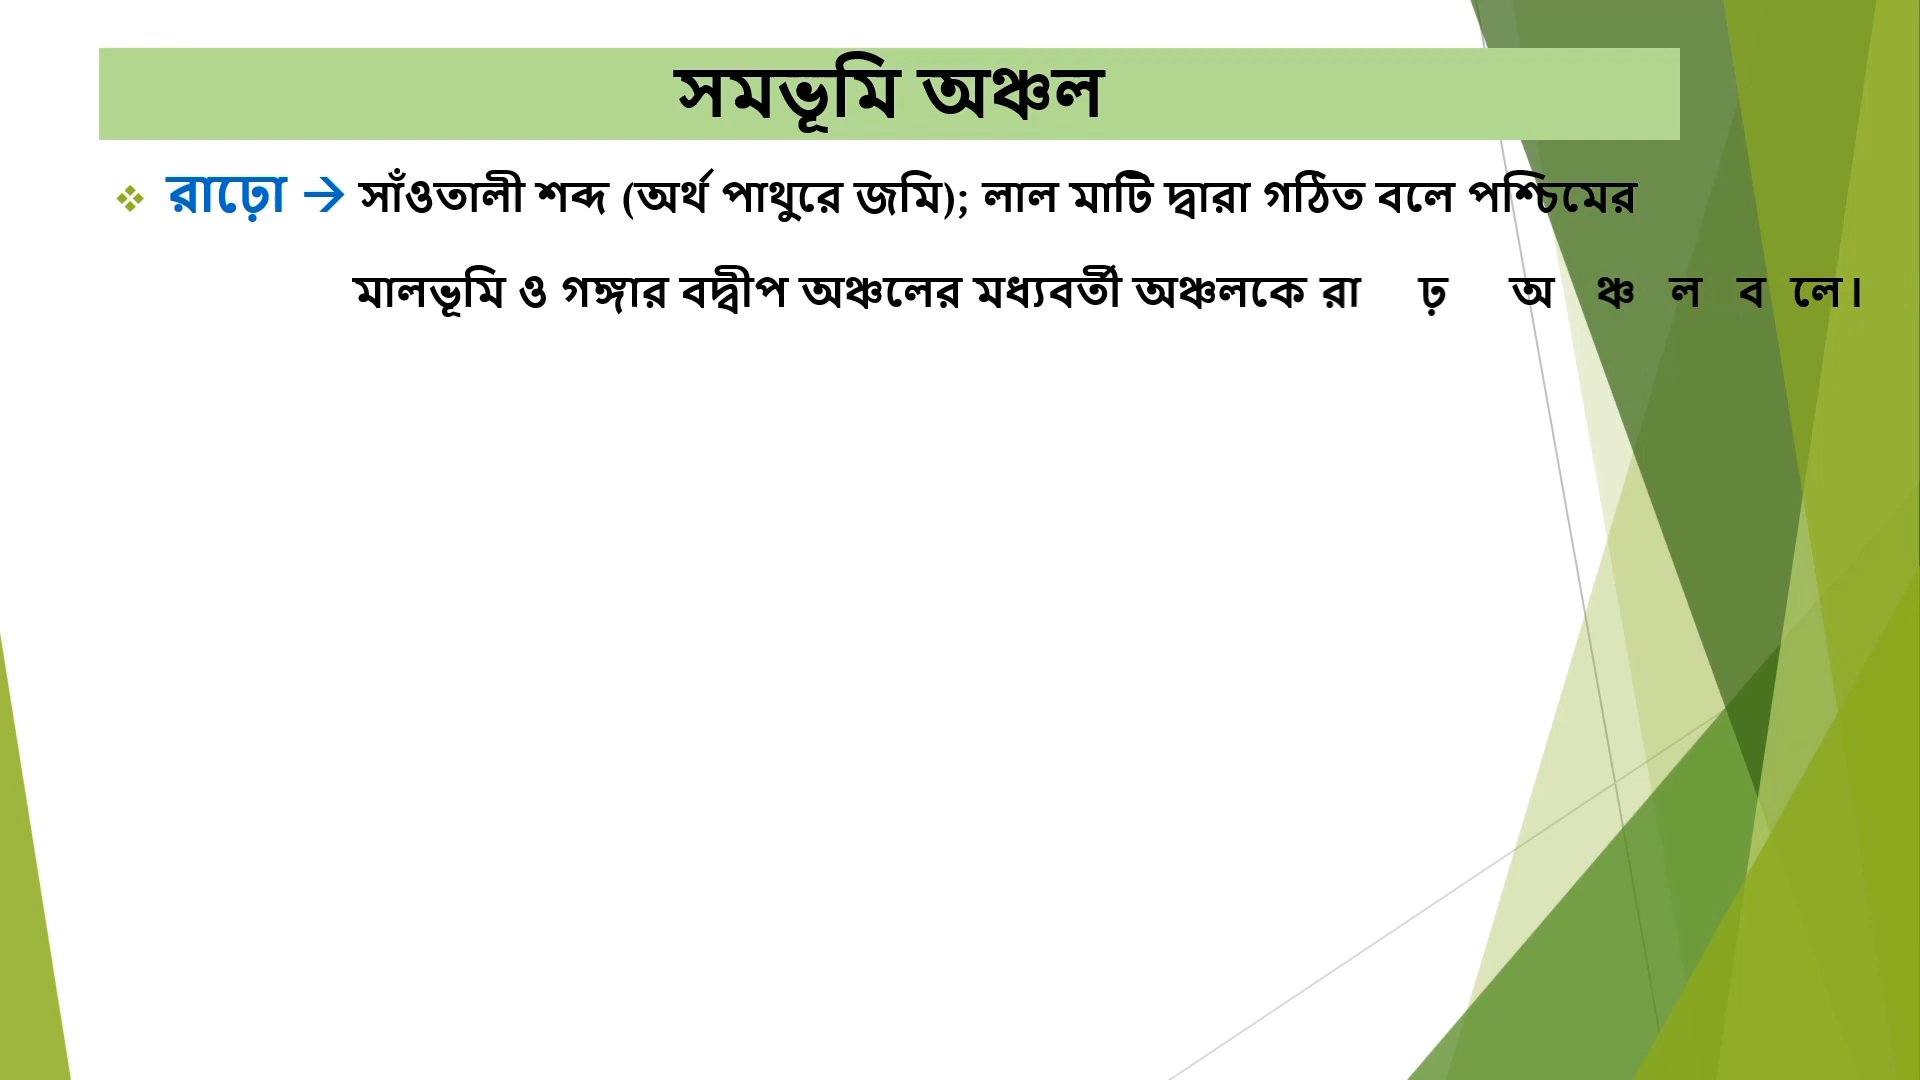 সমভূমি অঞ্চল
❖ রাঢ়ো → সাঁওতালী শব্দ (অর্থ পাথুরে জমি); লাল মাটি দ্বারা গঠিত বলে পশ্চিমের
মালভূমি ও গঙ্গার বদ্বীপ অঞ্চলের মধ্যবর্তী অঞ্চলকে রা ঢ় অ ঞ্চ ল ব লে।